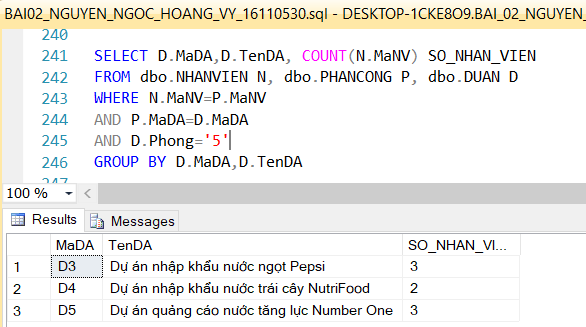 BAI02_NGUYEN_NGOC_HOANG_VY_16110530.sql - DESKTOP-1CKE8O9.BAI_02_NGUYEN_
240
241 SELECT D.MaDA,D.TenDA, COUNT(N.MaNV) SO_NHAN_VIEN
242 FROM dbo.NHANVIEN N, dbo.PHANCONG P, dbo.DUAN D
243 WHERE N.MaNV=P.MaNV
244 AND P.MaDA=D.MaDA
245 AND D.Phong='5'
246 GROUP BY D.MaDA,D.TenDA
247
100 %
Results Messages
MaDA TenDA SO_NHAN_VI...
1 D3 Dự án nhập khẩu nước ngọt Pepsi 3
2 D4 Dự án nhập khẩu nước trái cây NutriFood 2
3 D5 Dự án quảng cáo nước tăng lực Number One 3